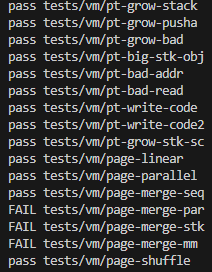 pass tests/vm/pt-grow-stack
pass tests/vm/pt-grow-pusha
pass tests/vm/pt-grow-bad
pass tests/vm/pt-big-stk-obj
pass tests/vm/pt-bad-addr
pass tests/vm/pt-bad-read
pass tests/vm/pt-write-code
pass tests/vm/pt-write-code2
pass tests/vm/pt-grow-stk-sc
pass tests/vm/page-linear
pass tests/vm/page-parallel
pass tests/vm/page-merge-seq
FAIL tests/vm/page-merge-par
FAIL tests/vm/page-merge-stk
FAIL tests/vm/page-merge-mm
pass tests/vm/page-shuffle